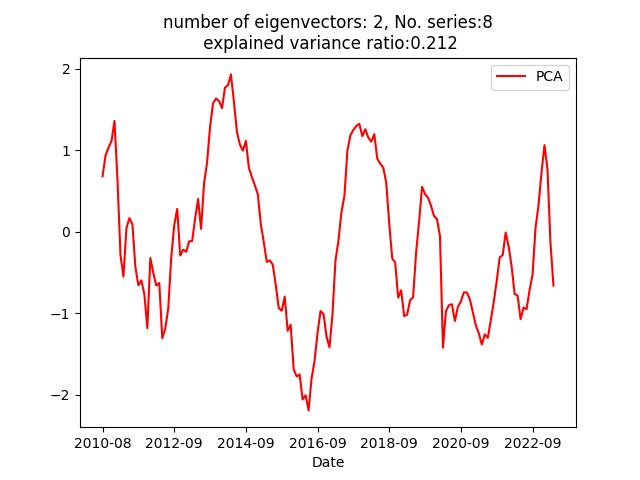 number of eigenvectors: 2, No. series:8
explained variance ratio:0.212
PCA
2
1
0
−1
−2
2010-08 2012-09 2014-09 2016-09 2018-09 2020-09 2022-09
Date